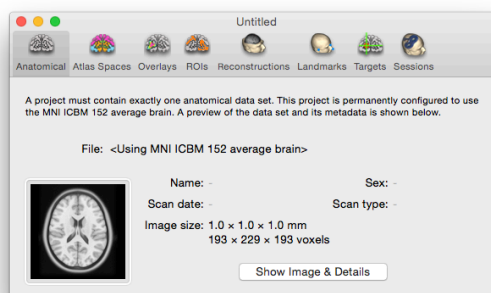 Untitled
Anatomical Atlas Spaces Overlays ROIs Reconstructions Landmarks Targets Sessions
A project must contain exactly one anatomical data set. This project is permanently configured to use
the MNI ICBM 152 average brain. A preview of the data set and its metadata is shown below.
File: <Using MNI ICBM 152 average brain>
Name: - Sex: -
Scan date: - Scan type: -
Image size: 1.0 × 1.0 × 1.0 mm
193 × 229 × 193 voxels
Show Image & Details